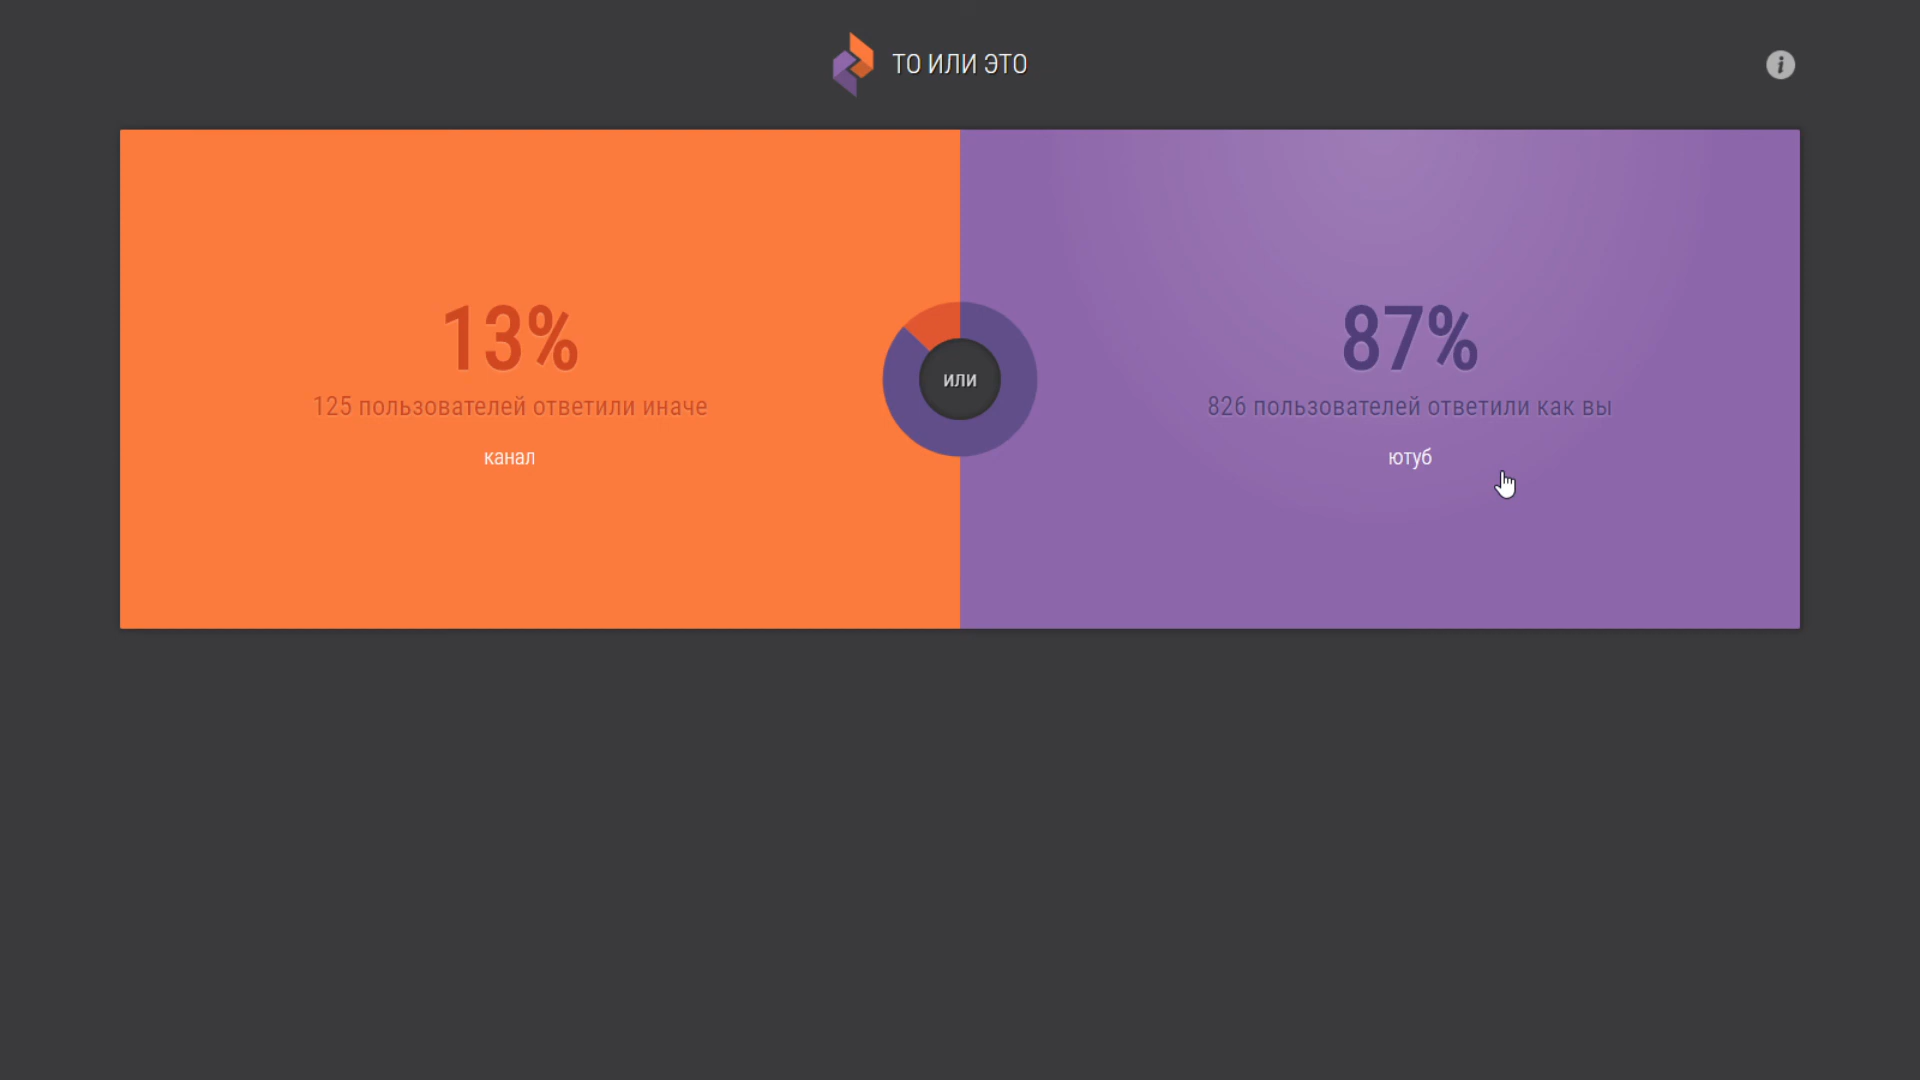 ТО ИЛИ ЭТО
i
13%
125 пользователей ответили иначе
канал
или
87%
826 пользователей ответили как вы
ютуб